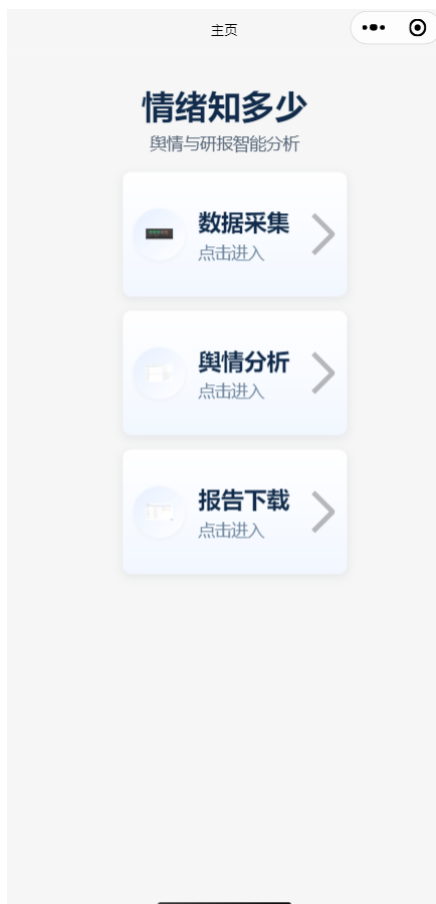 主页
情绪知多少
舆情与研报智能分析
数据采集
点击进入
舆情分析
点击进入
报告下载
点击进入